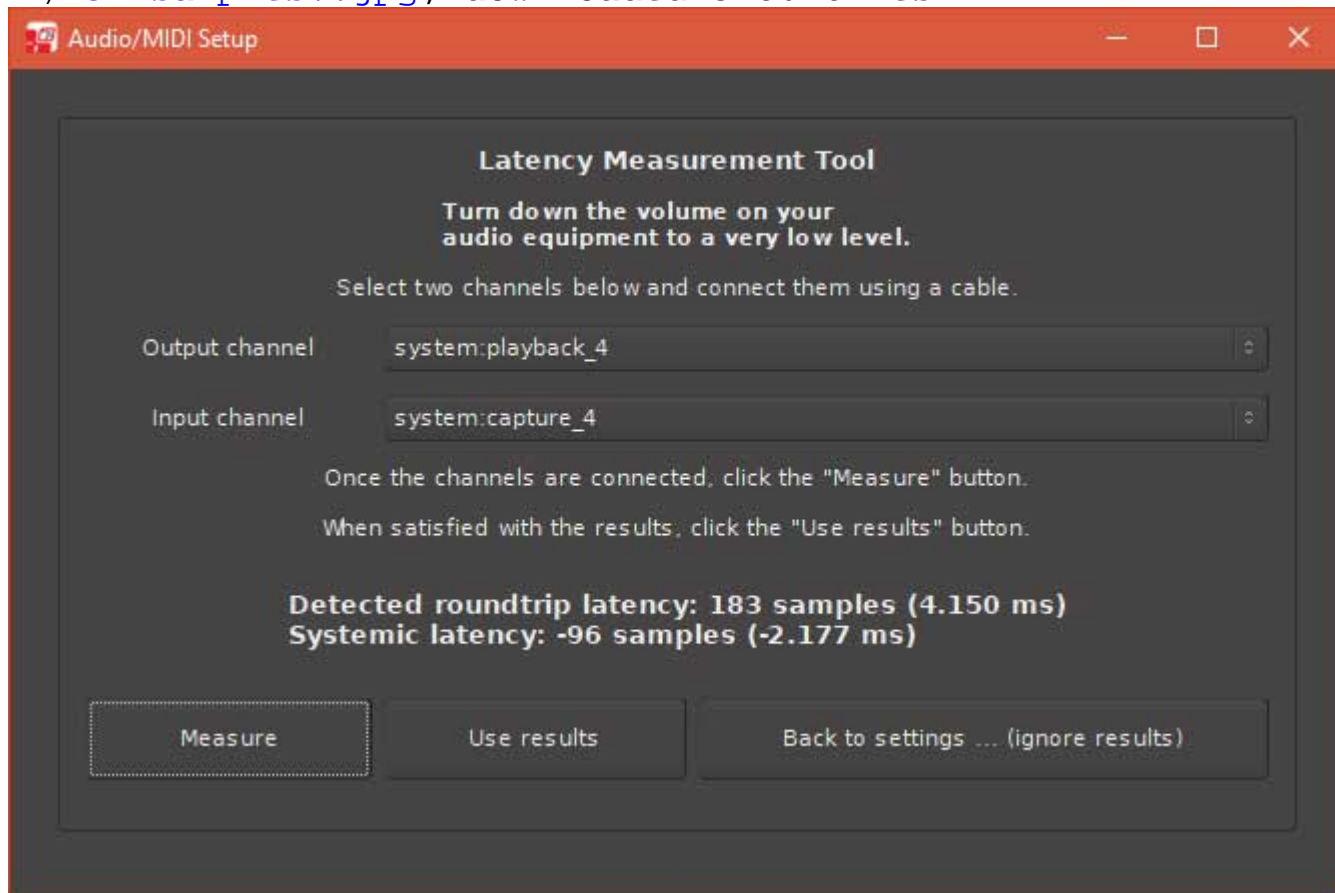 Audio/MIDI Setup
Latency Measurement Tool
Turn down the volume on your
audio equipment to a very low level.
Select two channels below and connect them using a cable.
Output channel system:playback_4
Input channel system:capture_4
Once the channels are connected, click the "Measure" button.
When satisfied with the results, click the "Use results" button.
Detected roundtrip latency: 183 samples (4.150 ms)
Systemic latency: -96 samples (-2.177 ms)
Measure Use results Back to settings ... (ignore results)